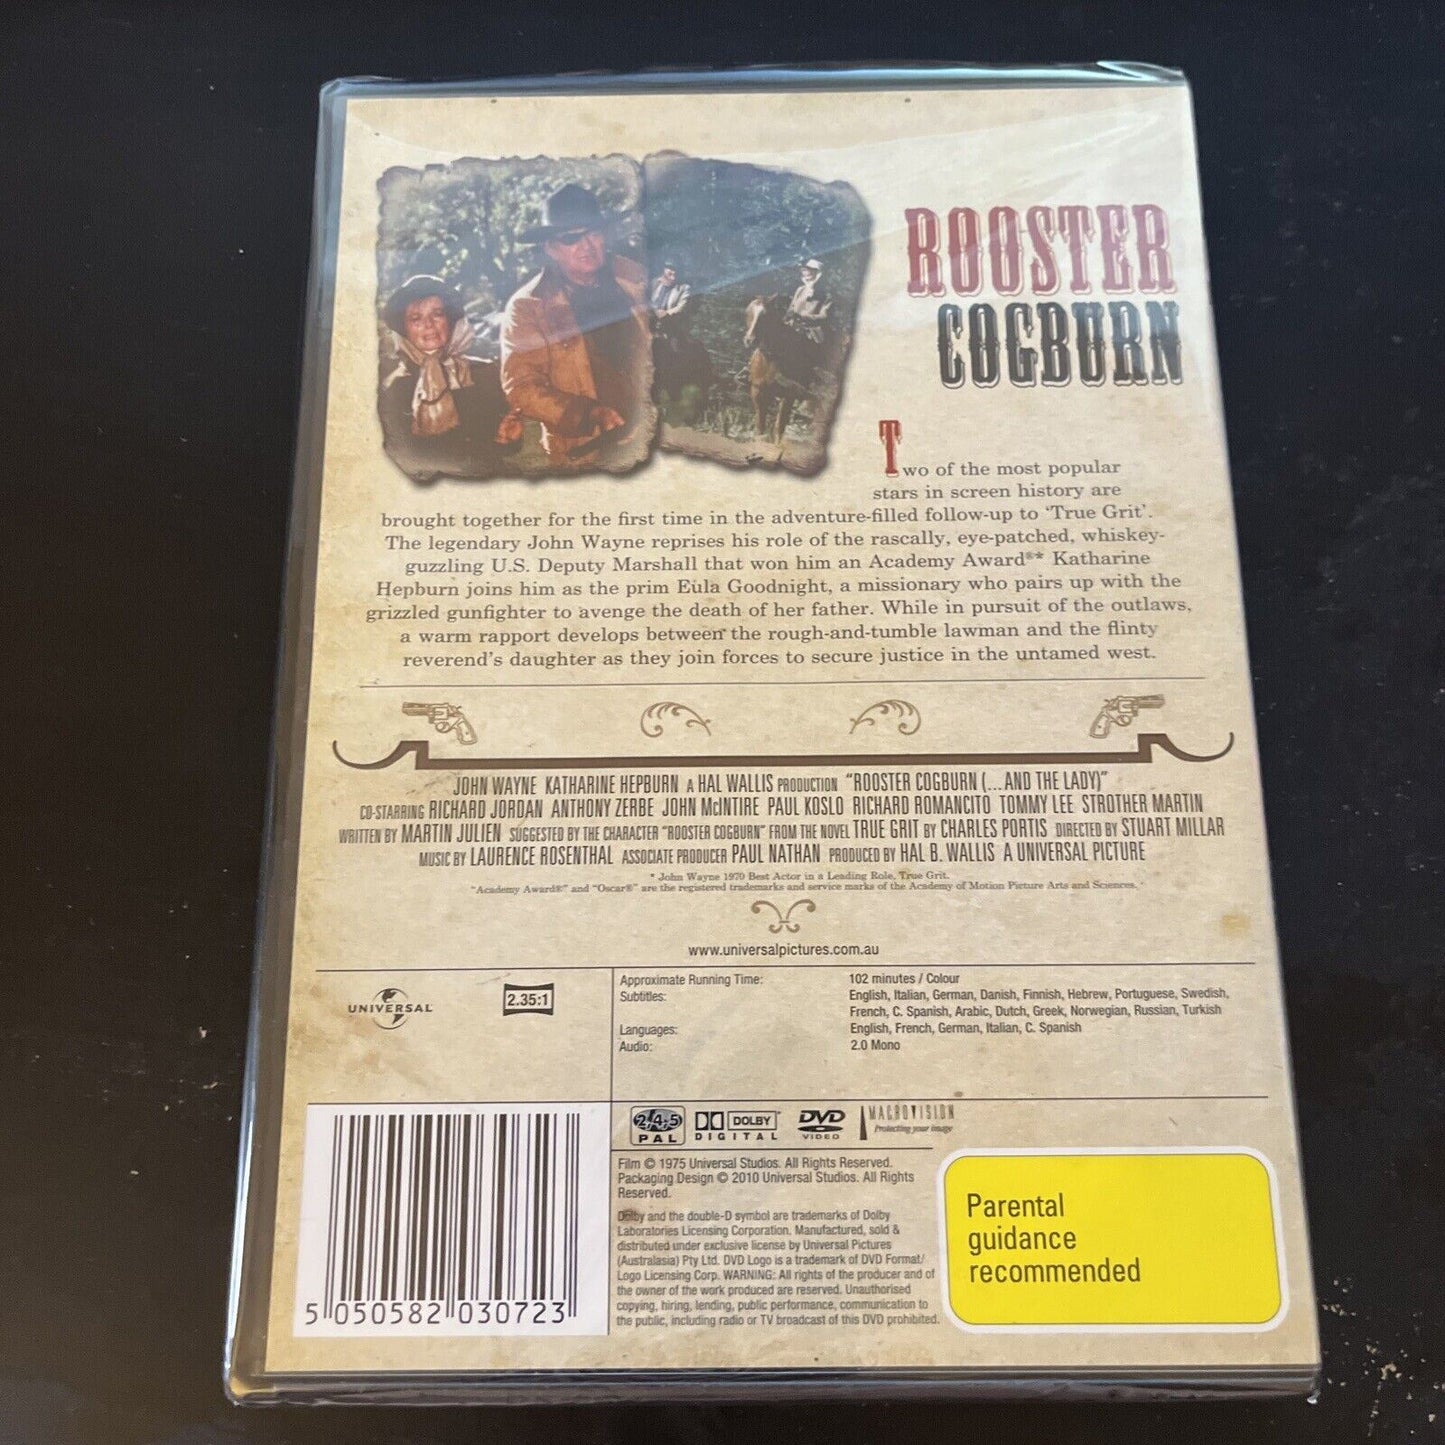 ROOSTER
COGBURN
Two of the most popular
stars in screen history are
brought together for the first time in the adventure-filled follow-up to ‘True Grit’.
The legendary John Wayne reprises his role of the rascally, eye-patched, whiskey-
guzzling U.S. Deputy Marshall that won him an Academy Award®* Katharine
Hepburn joins him as the prim Eula Goodnight, a missionary who pairs up with the
grizzled gunfighter to avenge the death of her father. While in pursuit of the outlaws,
a warm rapport develops between the rough-and-tumble lawman and the flinty
reverend’s daughter as they join forces to secure justice in the untamed west.
JOHN WAYNE KATHARINE HEPBURN A HAL WALLIS PRODUCTION “ROOSTER COGBURN (...AND THE LADY)”
CO-STARRING RICHARD JORDAN ANTHONY ZERBE JOHN McINTIRE PAUL KOSLO RICHARD ROMANCITO TOMMY LEE STROTHER MARTIN
WRITTEN BY MARTIN JULIEN SUGGESTED BY THE CHARACTER “ROOSTER COGBURN” FROM THE NOVEL TRUE GRIT BY CHARLES PORTIS DIRECTED BY STUART MILLAR
MUSIC BY LAURENCE ROSENTHAL ASSOCIATE PRODUCER PAUL NATHAN PRODUCED BY HAL B. WALLIS A UNIVERSAL PICTURE
* John Wayne 1970 Best Actor in a Leading Role, True Grit.
“Academy Award®” and “Oscar®” are the registered trademarks and service marks of the Academy of Motion Picture Arts and Sciences.
www.universalpictures.com.au
UNIVERSAL
2.35:1
Approximate Running Time: 102 minutes / Colour
Subtitles: English, Italian, German, Danish, Finnish, Hebrew, Portuguese, Swedish,
French, C. Spanish, Arabic, Dutch, Greek, Norwegian, Russian, Turkish
Languages: English, French, German, Italian, C. Spanish
Audio: 2.0 Mono
2·4·5
PAL
DOLBY
DIGITAL
DVD
VIDEO
MACROVISION
Protecting your image
Film © 1975 Universal Studios. All Rights Reserved.
Packaging Design © 2010 Universal Studios. All Rights
Reserved.
Dolby and the double-D symbol are trademarks of Dolby
Laboratories Licensing Corporation. Manufactured, sold &
distributed under exclusive license by Universal Pictures
(Australasia) Pty Ltd. DVD Logo is a trademark of DVD Format/
Logo Licensing Corp. WARNING: All rights of the producer and of
the owner of the work produced are reserved. Unauthorised
copying, hiring, lending, public performance, communication to
the public, including radio or TV broadcast of this DVD prohibited.
5 050582 030723
Parental
guidance
recommended